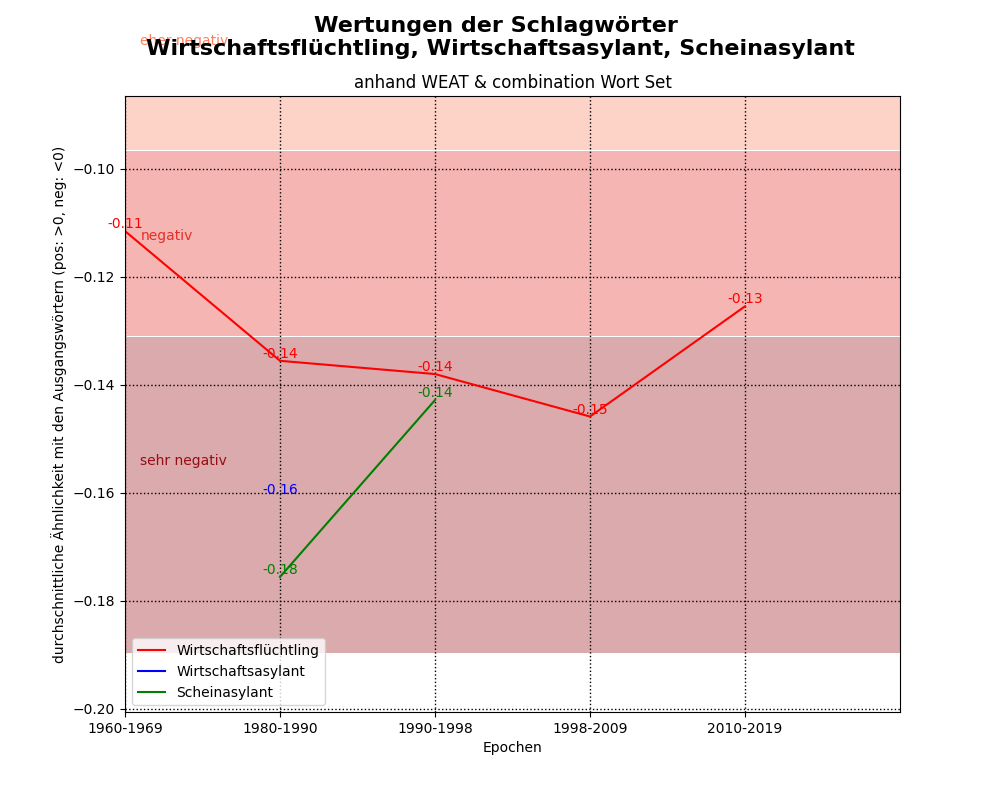 Wertungen der Schlagwörter
eher negativ
Wirtschaftsflüchtling, Wirtschaftsasylant, Scheinasylant
anhand WEAT & combination Wort Set
durchschnittliche Ähnlichkeit mit den Ausgangswörtern (pos: >0, neg: <0)
−0.10
−0.12
−0.14
−0.16
−0.18
−0.20
-0.11
negativ
-0.13
-0.14
-0.14
-0.14
-0.15
sehr negativ
-0.16
-0.18
Wirtschaftsflüchtling
Wirtschaftsasylant
Scheinasylant
1960-1969 1980-1990 1990-1998 1998-2009 2010-2019
Epochen